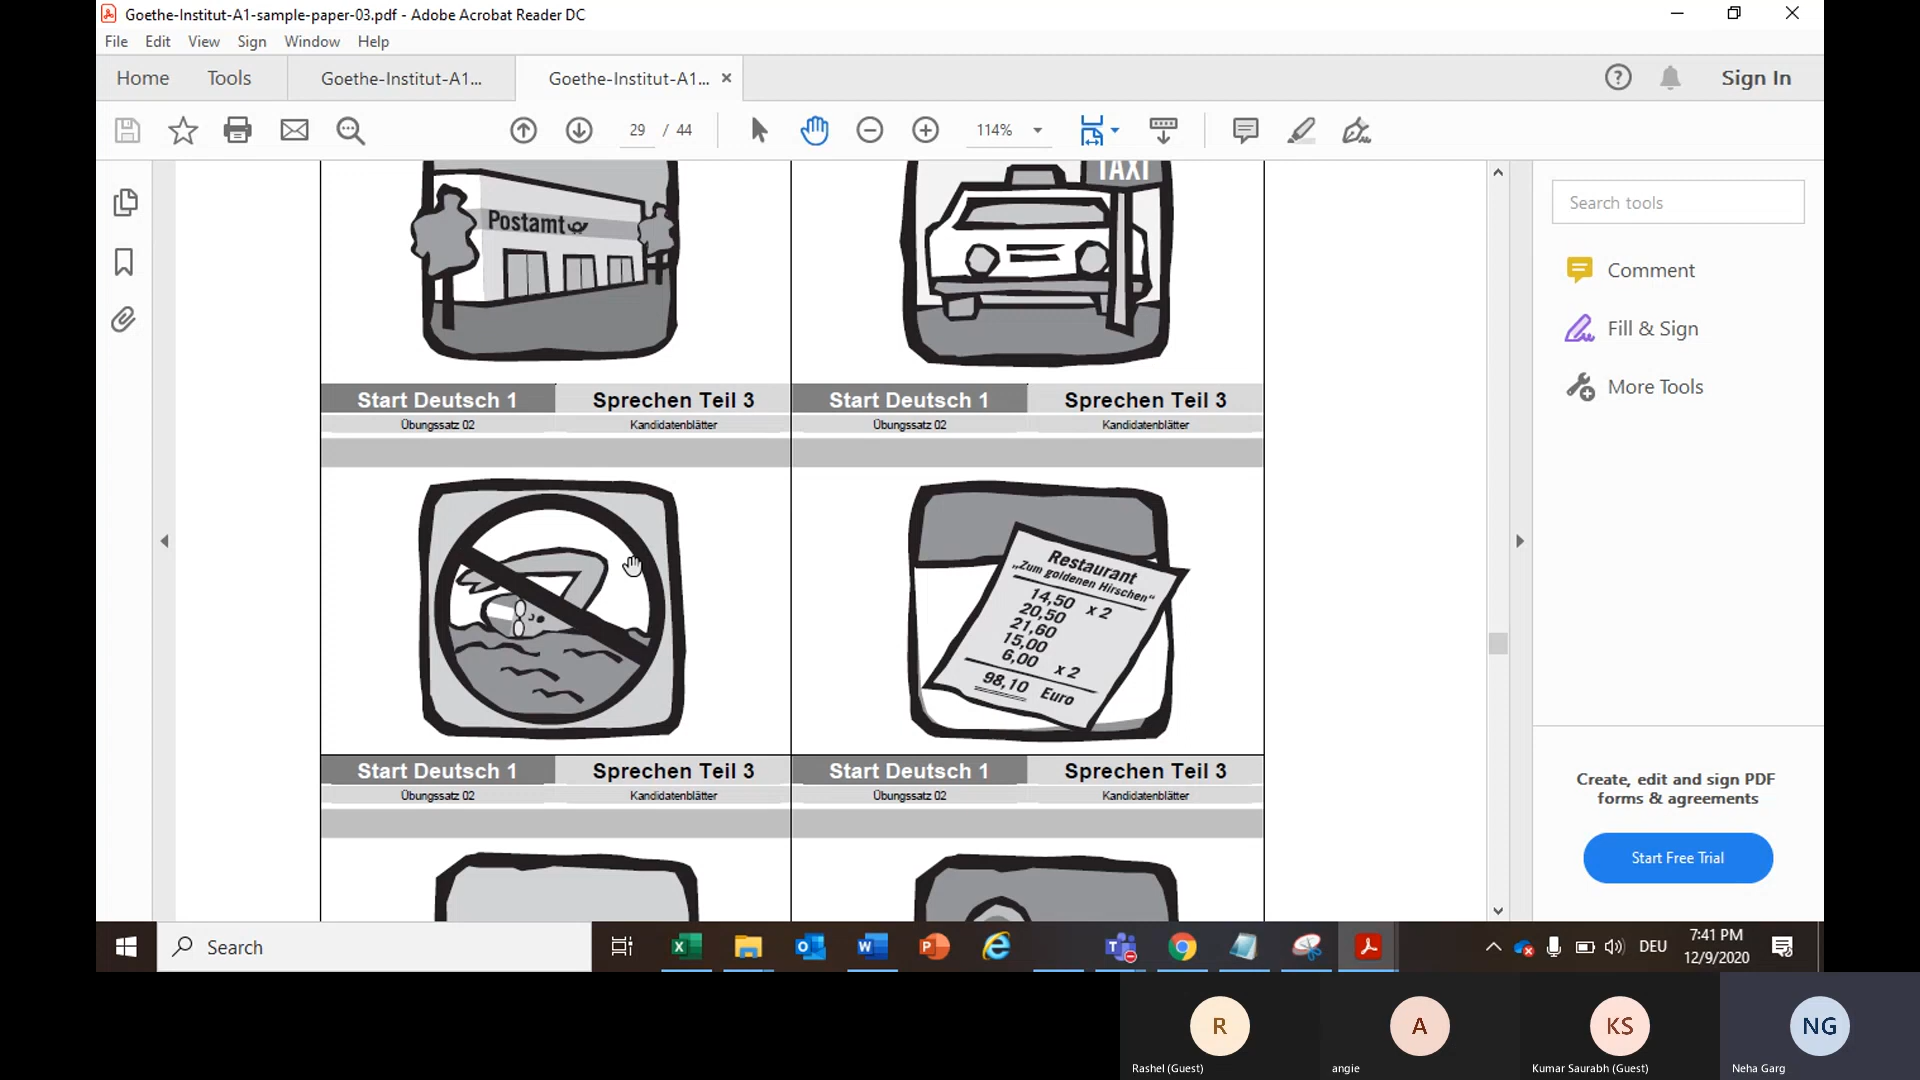 Goethe-Institut-A1-sample-paper-03.pdf - Adobe Acrobat Reader DC
File Edit View Sign Window Help
Home Tools Goethe-Institut-A1... Goethe-Institut-A1... Sign In
29 / 44 114%
Search tools
Comment
Fill & Sign
More Tools
Create, edit and sign PDF
forms & agreements
Start Free Trial
TAXI
Postamt
Start Deutsch 1 Sprechen Teil 3 Start Deutsch 1 Sprechen Teil 3
Übungssatz 02 Kandidatenblätter Übungssatz 02 Kandidatenblätter
Restaurant
„Zum goldenen Hirschen“
14,50 x 2
20,50
21,60
15,00
6,00 x 2
98,10 Euro
Start Deutsch 1 Sprechen Teil 3 Start Deutsch 1 Sprechen Teil 3
Übungssatz 02 Kandidatenblätter Übungssatz 02 Kandidatenblätter
Search DEU 7:41 PM
12/9/2020
R A KS NG
Rashel (Guest) angie Kumar Saurabh (Guest) Neha Garg